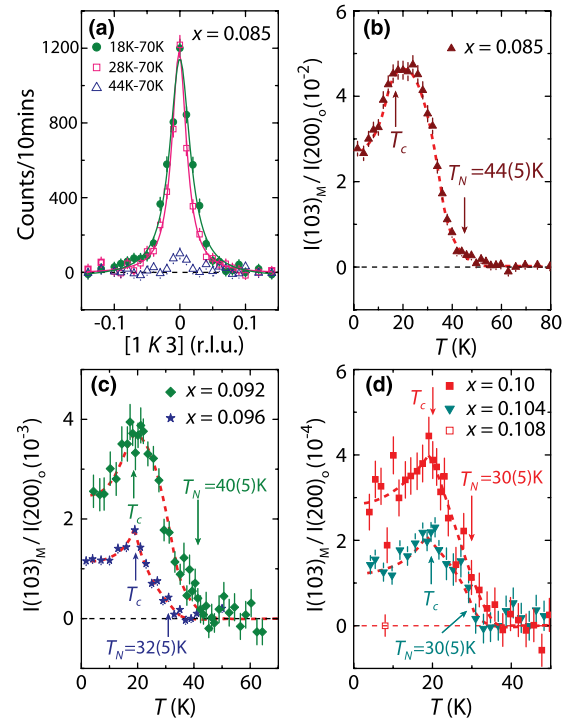 (a)
x = 0.085
18K-70K
28K-70K
44K-70K
Counts/10mins
1200
800
400
0
-0.1
0
0.1
[1 K 3] (r.l.u.)
(b)
x = 0.085
I(103)M / I(200)O (10-2)
6
4
2
0
Tc
TN=44(5)K
0
20
40
60
80
T (K)
(c)
x = 0.092
x = 0.096
I(103)M / I(200)O (10-3)
4
2
0
Tc
TN=40(5)K
Tc
TN=32(5)K
0
20
40
60
T (K)
(d)
x = 0.10
x = 0.104
x = 0.108
I(103)M / I(200)O (10-4)
6
4
2
0
Tc
TN=30(5)K
Tc
TN=30(5)K
0
20
40
T (K)